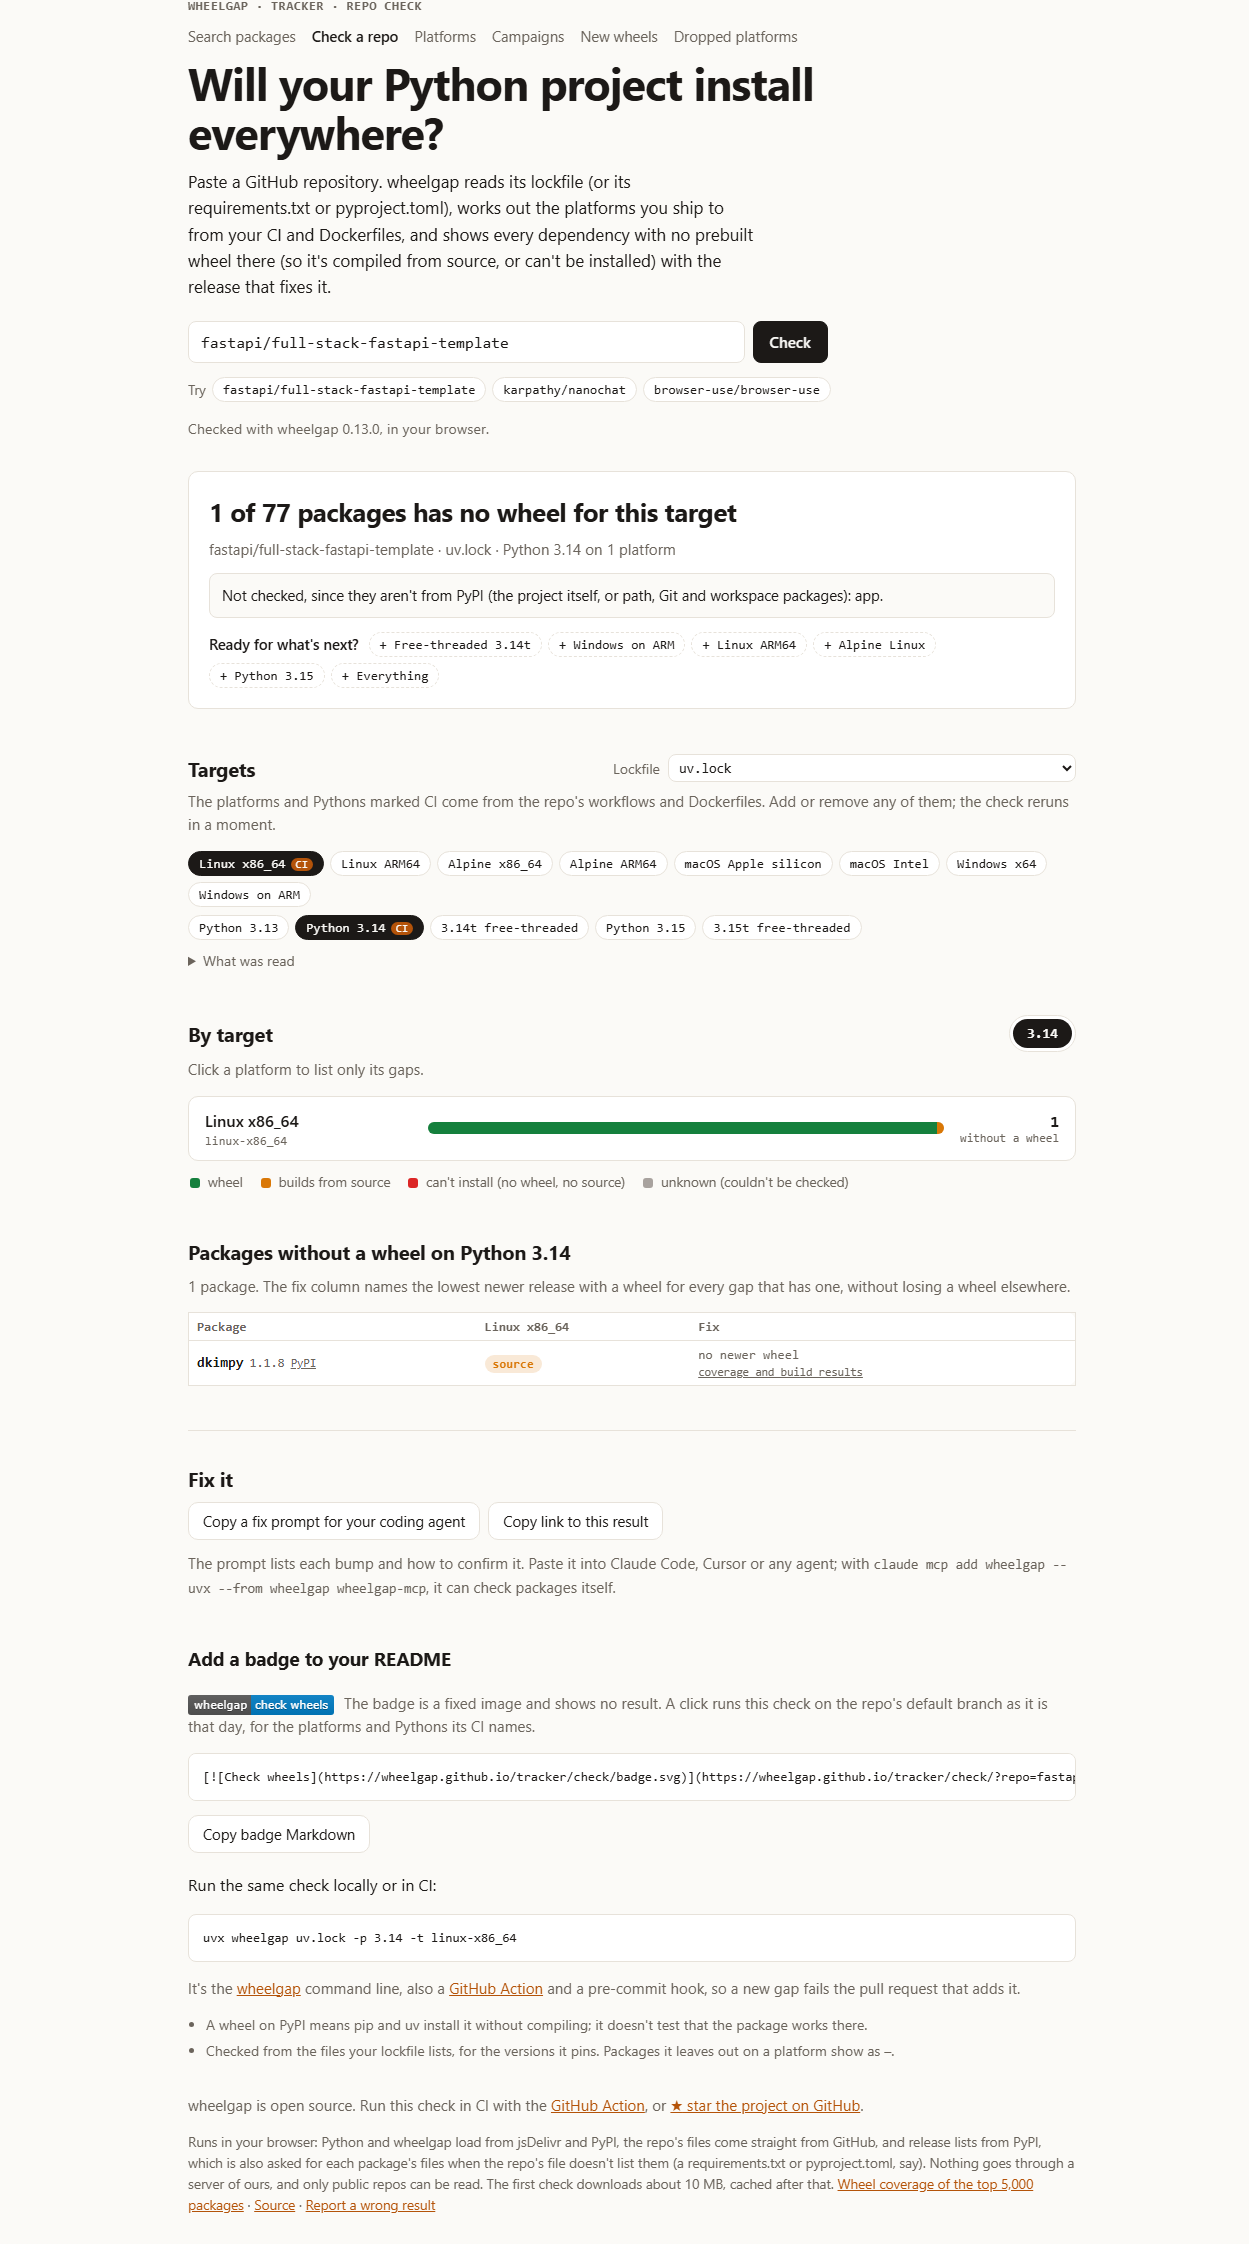 WHEELGAP · TRACKER · REPO CHECK
Search packages Check a repo Platforms Campaigns New wheels Dropped platforms
Will your Python project install
everywhere?
Paste a GitHub repository. wheelgap reads its lockfile (or its
requirements.txt or pyproject.toml), works out the platforms you ship to
from your CI and Dockerfiles, and shows every dependency with no prebuilt
wheel there (so it's compiled from source, or can't be installed) with the
release that fixes it.
fastapi/full-stack-fastapi-template Check
Try fastapi/full-stack-fastapi-template karpathy/nanochat browser-use/browser-use
Checked with wheelgap 0.13.0, in your browser.
1 of 77 packages has no wheel for this target
fastapi/full-stack-fastapi-template · uv.lock · Python 3.14 on 1 platform
Not checked, since they aren't from PyPI (the project itself, or path, Git and workspace packages): app.
Ready for what's next? + Free-threaded 3.14t + Windows on ARM + Linux ARM64 + Alpine Linux
+ Python 3.15 + Everything
Targets Lockfile uv.lock
The platforms and Pythons marked CI come from the repo's workflows and Dockerfiles. Add or remove any of them; the check reruns
in a moment.
Linux x86_64 CI Linux ARM64 Alpine x86_64 Alpine ARM64 macOS Apple silicon macOS Intel Windows x64
Windows on ARM
Python 3.13 Python 3.14 CI 3.14t free-threaded Python 3.15 3.15t free-threaded
▶ What was read
By target 3.14
Click a platform to list only its gaps.
Linux x86_64 1
linux-x86_64 without a wheel
wheel builds from source can't install (no wheel, no source) unknown (couldn't be checked)
Packages without a wheel on Python 3.14
1 package. The fix column names the lowest newer release with a wheel for every gap that has one, without losing a wheel elsewhere.
Package Linux x86_64 Fix
dkimpy 1.1.8 PyPI source no newer wheel
coverage and build results
Fix it
Copy a fix prompt for your coding agent Copy link to this result
The prompt lists each bump and how to confirm it. Paste it into Claude Code, Cursor or any agent; with claude mcp add wheelgap --
uvx --from wheelgap wheelgap-mcp, it can check packages itself.
Add a badge to your README
wheelgap check wheels The badge is a fixed image and shows no result. A click runs this check on the repo's default branch as it is
that day, for the platforms and Pythons its CI names.
[![Check wheels](https://wheelgap.github.io/tracker/check/badge.svg)](https://wheelgap.github.io/tracker/check/?repo=fastap
Copy badge Markdown
Run the same check locally or in CI:
uvx wheelgap uv.lock -p 3.14 -t linux-x86_64
It's the wheelgap command line, also a GitHub Action and a pre-commit hook, so a new gap fails the pull request that adds it.
• A wheel on PyPI means pip and uv install it without compiling; it doesn't test that the package works there.
• Checked from the files your lockfile lists, for the versions it pins. Packages it leaves out on a platform show as –.
wheelgap is open source. Run this check in CI with the GitHub Action, or ★ star the project on GitHub.
Runs in your browser: Python and wheelgap load from jsDelivr and PyPI, the repo's files come straight from GitHub, and release lists from PyPI,
which is also asked for each package's files when the repo's file doesn't list them (a requirements.txt or pyproject.toml, say). Nothing goes through a
server of ours, and only public repos can be read. The first check downloads about 10 MB, cached after that. Wheel coverage of the top 5,000
packages · Source · Report a wrong result